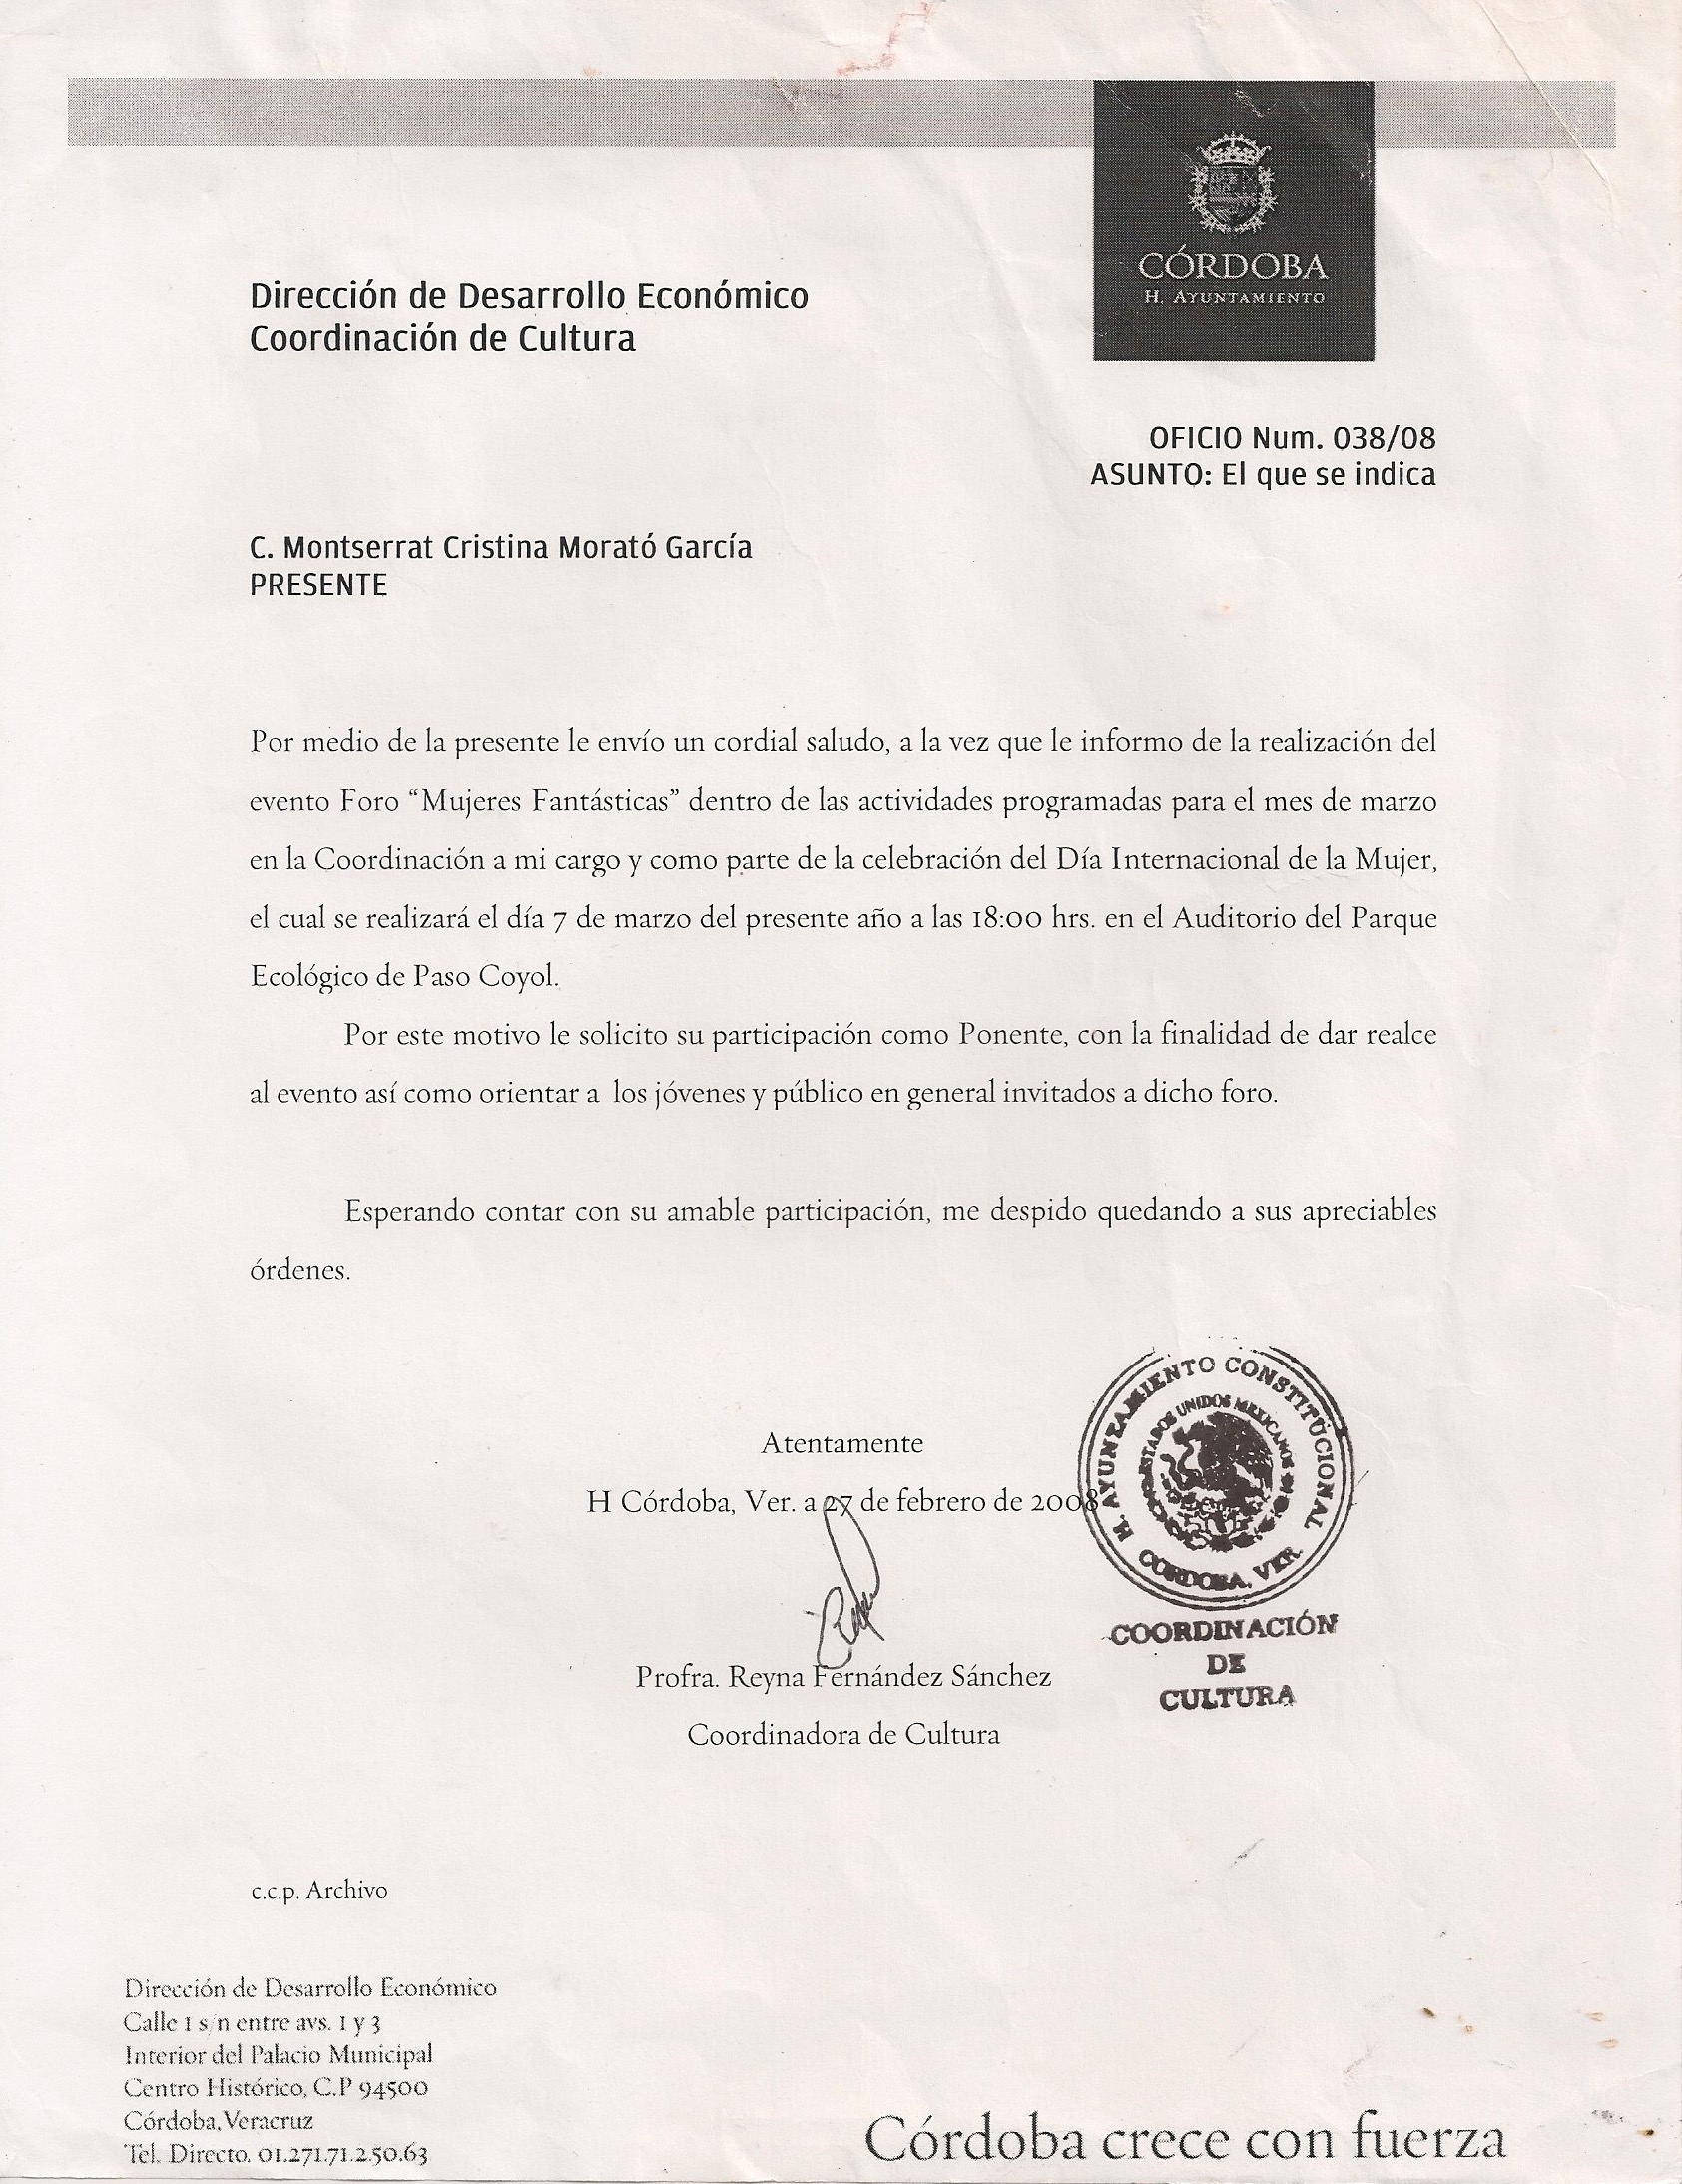 CÓRDOBA
H. AYUNTAMIENTO
Dirección de Desarrollo Económico
Coordinación de Cultura
OFICIO Num. 038/08
ASUNTO: El que se indica
C. Montserrat Cristina Morató García
PRESENTE
Por medio de la presente le envío un cordial saludo, a la vez que le informo de la realización del
evento Foro “Mujeres Fantásticas” dentro de las actividades programadas para el mes de marzo
en la Coordinación a mi cargo y como parte de la celebración del Día Internacional de la Mujer,
el cual se realizará el día 7 de marzo del presente año a las 18:00 hrs. en el Auditorio del Parque
Ecológico de Paso Coyol.
Por este motivo le solicito su participación como Ponente, con la finalidad de dar realce
al evento así como orientar a los jóvenes y público en general invitados a dicho foro.
Esperando contar con su amable participación, me despido quedando a sus apreciables
órdenes.
Atentamente
H Córdoba, Ver. a 27 de febrero de 2008
H. AYUNTAMIENTO CONSTITUCIONAL
ESTADOS UNIDOS MEXICANOS
CORDOBA, VER.
COORDINACIÓN
DE
CULTURA
Profra. Reyna Fernández Sánchez
Coordinadora de Cultura
c.c.p. Archivo
Dirección de Desarrollo Económico
Calle 1 s/n entre avs. 1 y 3
Interior del Palacio Municipal
Centro Histórico, C.P 94500
Córdoba, Veracruz
Tel. Directo. 01.271.71.2.50.63
Córdoba crece con fuerza